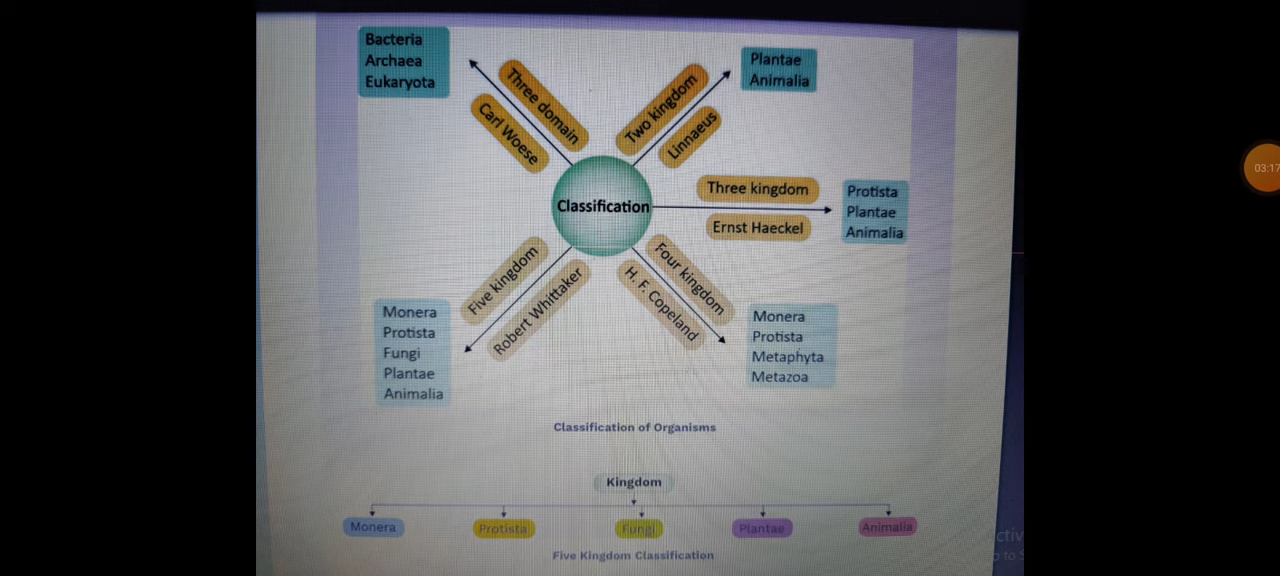 Bacteria
Archaea
Eukaryota
Three domain
Carl Woese
Two kingdom
Linnaeus
Plantae
Animalia
Classification
Three kingdom
Ernst Haeckel
Protista
Plantae
Animalia
Five kingdom
Robert Whittaker
Monera
Protista
Fungi
Plantae
Animalia
Four kingdom
H. F. Copeland
Monera
Protista
Metaphyta
Metazoa
Classification of Organisms
Kingdom
Monera
Protista
Fungi
Plantae
Animalia
Five Kingdom Classification
03:17